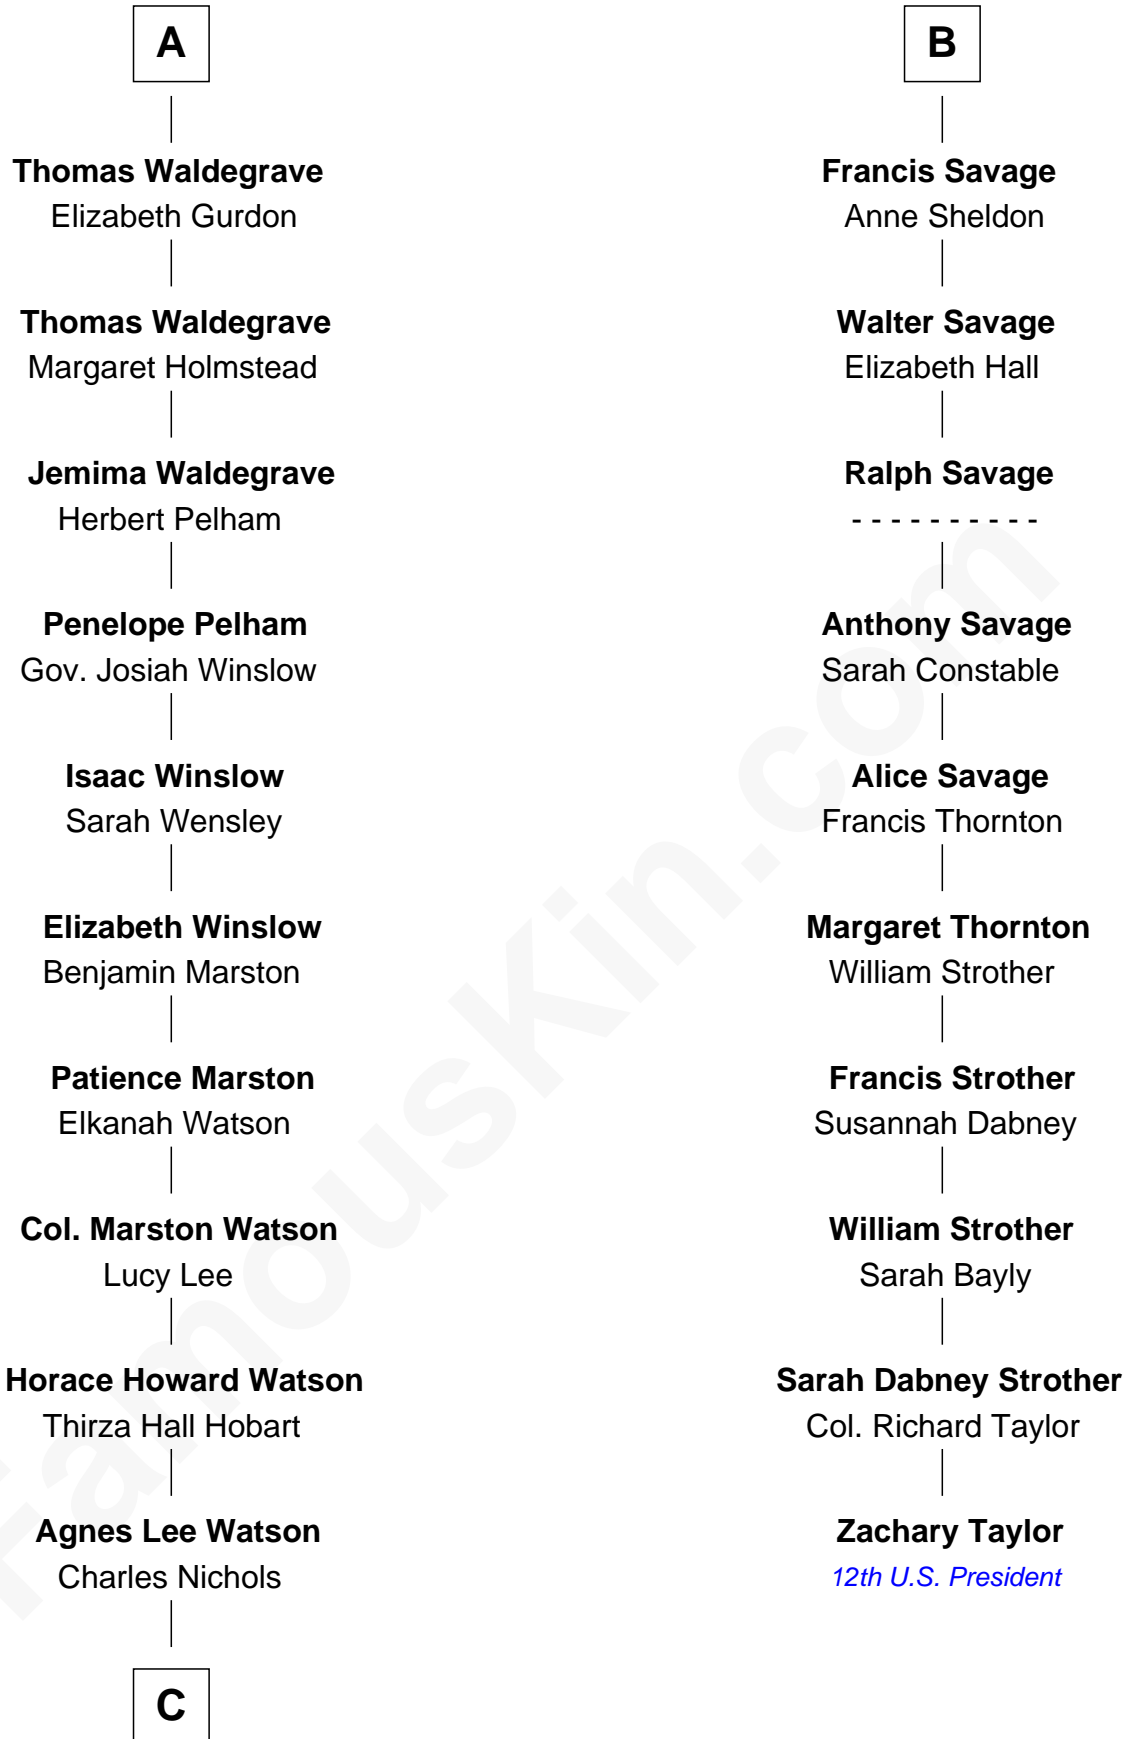 A
Thomas Waldegrave
Elizabeth Gurdon
Thomas Waldegrave
Margaret Holmstead
Jemima Waldegrave
Herbert Pelham
Penelope Pelham
Gov. Josiah Winslow
Isaac Winslow
Sarah Wensley
Elizabeth Winslow
Benjamin Marston
Patience Marston
Elkanah Watson
Col. Marston Watson
Lucy Lee
Horace Howard Watson
Thirza Hall Hobart
Agnes Lee Watson
Charles Nichols
C
B
Francis Savage
Anne Sheldon
Walter Savage
Elizabeth Hall
Ralph Savage
- - - - - - - - - -
Anthony Savage
Sarah Constable
Alice Savage
Francis Thornton
Margaret Thornton
William Strother
Francis Strother
Susannah Dabney
William Strother
Sarah Bayly
Sarah Dabney Strother
Col. Richard Taylor
Zachary Taylor
12th U.S. President
FamousKin.com